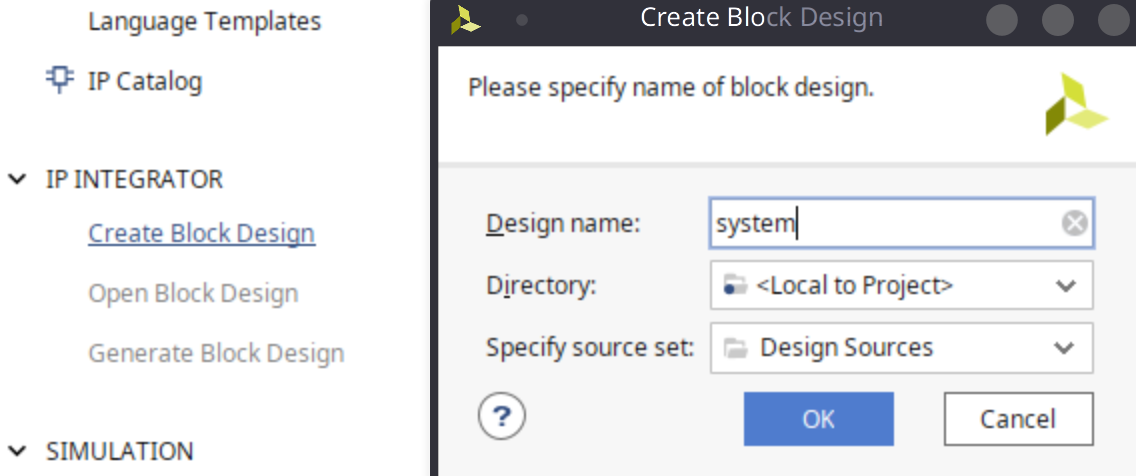 Language Templates
IP Catalog
IP INTEGRATOR
Create Block Design
Open Block Design
Generate Block Design
SIMULATION
Create Block Design
Please specify name of block design.
Design name: system
Directory: <Local to Project>
Specify source set: Design Sources
? OK Cancel